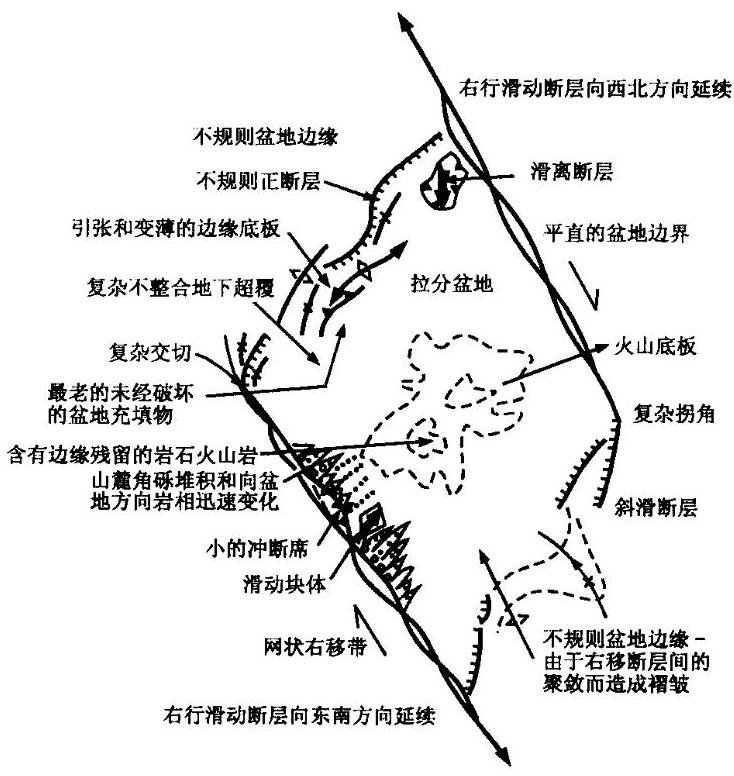 右行滑动断层向西北方向延续
不规则盆地边缘
不规则正断层
滑离断层
引张和变薄的边缘底板
平直的盆地边界
复杂不整合地下超覆
拉分盆地
复杂交切
火山底板
最老的未经破坏
的盆地充填物
复杂拐角
含有边缘残留的岩石火山岩
山麓角砾堆积和向盆
地方向岩相迅速变化
斜滑断层
小的冲断席
滑动块体
网状右移带
不规则盆地边缘－
由于右移断层间的
聚敛而造成褶皱
右行滑动断层向东南方向延续